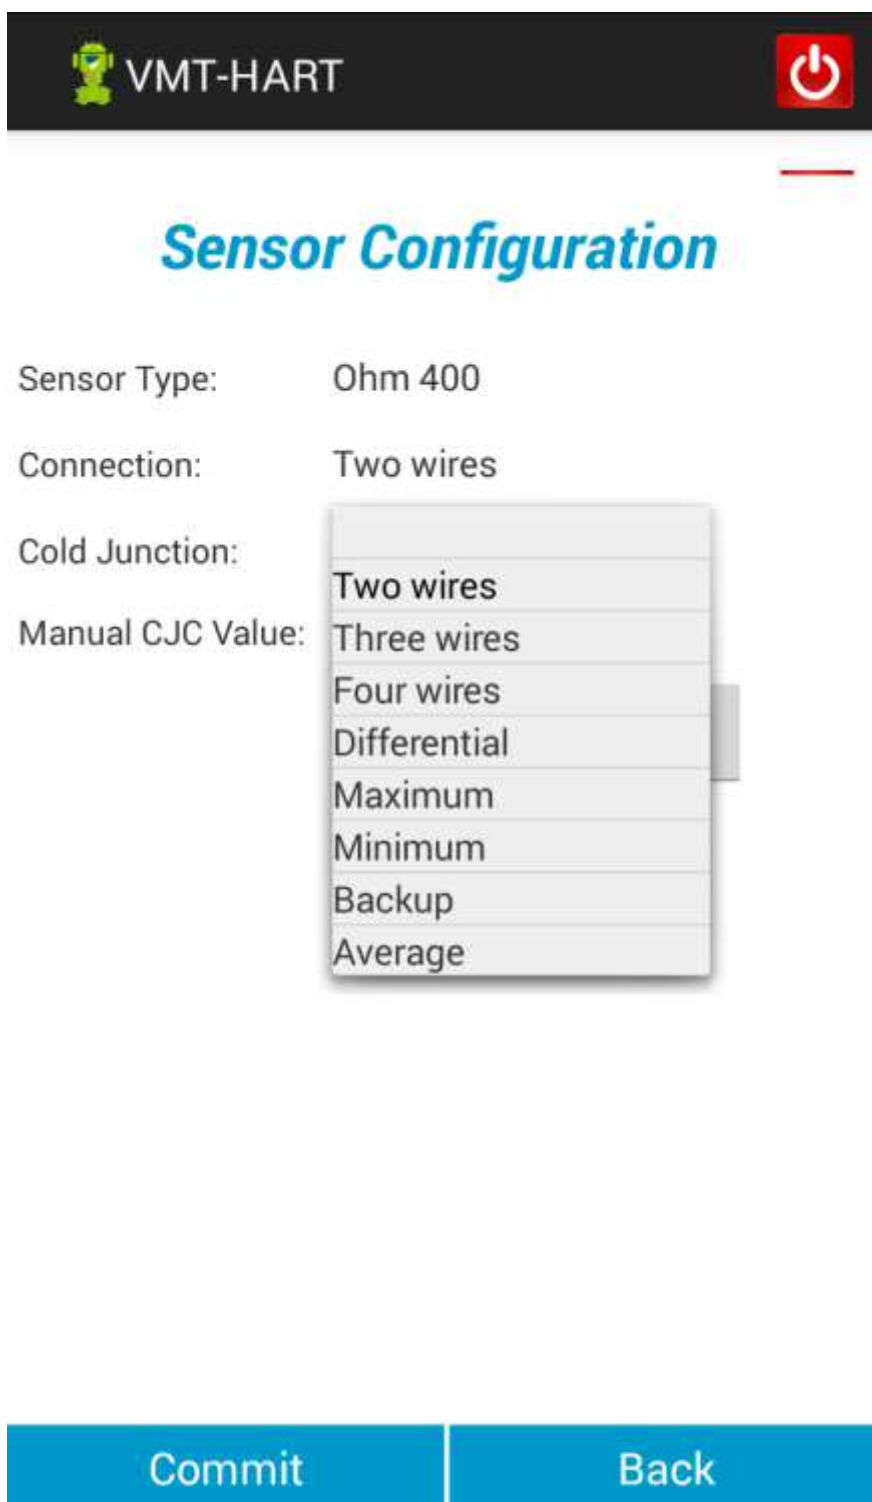 VMT-HART
Sensor Configuration
Sensor Type: Ohm 400
Connection: Two wires
Cold Junction:
Manual CJC Value:
Two wires
Three wires
Four wires
Differential
Maximum
Minimum
Backup
Average
Commit Back